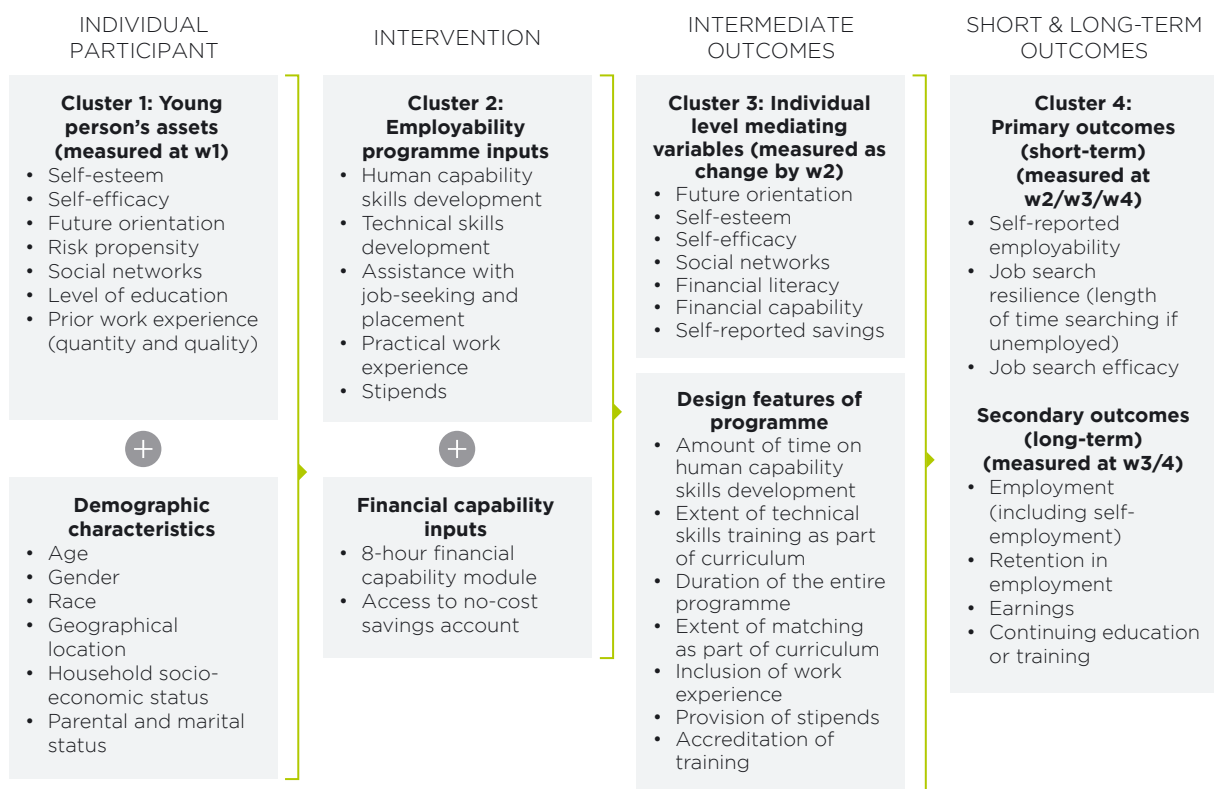 INDIVIDUAL
PARTICIPANT
Cluster 1: Young
person's assets
(measured at w1)
• Self-esteem
• Self-efficacy
• Future orientation
• Risk propensity
• Social networks
• Level of education
• Prior work experience
(quantity and quality)
+
Demographic
characteristics
• Age
• Gender
• Race
• Geographical
location
• Household socio-
economic status
• Parental and marital
status
INTERVENTION
Cluster 2:
Employability
programme inputs
• Human capability
skills development
• Technical skills
development
• Assistance with
job-seeking and
placement
• Practical work
experience
• Stipends
+
Financial capability
inputs
• 8-hour financial
capability module
• Access to no-cost
savings account
INTERMEDIATE
OUTCOMES
Cluster 3: Individual
level mediating
variables (measured as
change by w2)
• Future orientation
• Self-esteem
• Self-efficacy
• Social networks
• Financial literacy
• Financial capability
• Self-reported savings
Design features of
programme
• Amount of time on
human capability
skills development
• Extent of technical
skills training as part
of curriculum
• Duration of the entire
programme
• Extent of matching
as part of curriculum
• Inclusion of work
experience
• Provision of stipends
• Accreditation of
training
SHORT & LONG-TERM
OUTCOMES
Cluster 4:
Primary outcomes
(short-term)
(measured at
w2/w3/w4)
• Self-reported
employability
• Job search
resilience (length
of time searching if
unemployed)
• Job search efficacy
Secondary outcomes
(long-term)
(measured at w3/4)
• Employment
(including self-
employment)
• Retention in
employment
• Earnings
• Continuing education
or training